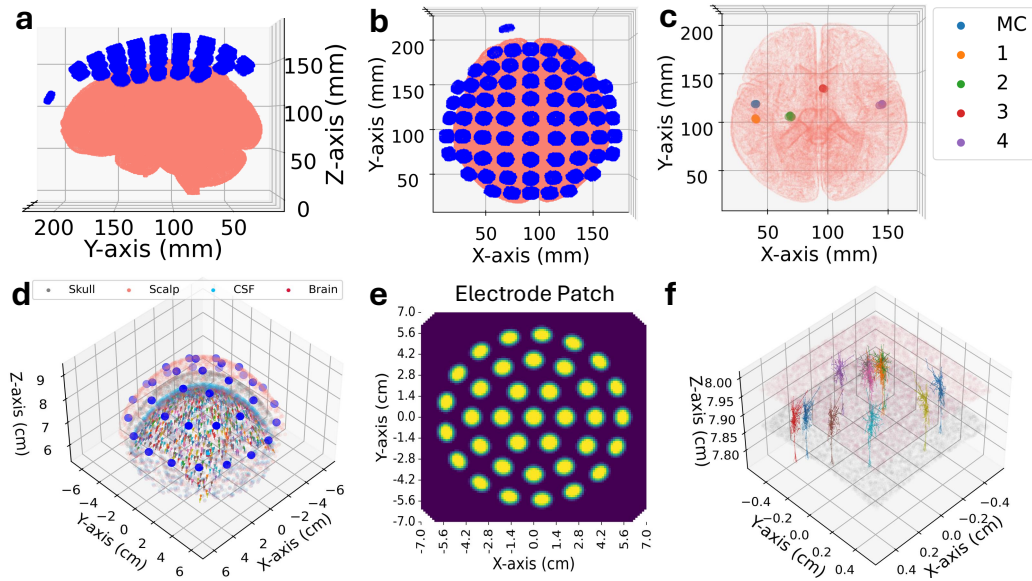 a
Z-axis (mm)
150
100
50
0
200 150 100 50
Y-axis (mm)
b
Y-axis (mm)
200
150
100
50
50 100 150
X-axis (mm)
c
Y-axis (mm)
200
150
100
50
50 100 150
X-axis (mm)
MC
1
2
3
4
d
Skull Scalp CSF Brain
Z-axis (cm)
9
8
7
6
−6 −4 −2 0 2 4 6
Y-axis (cm)
−6 −4 −2 0 2 4 6
X-axis (cm)
e
Electrode Patch
Y-axis (cm)
7.0
5.6
4.2
2.8
1.4
0.0
-1.4
-2.8
-4.2
-5.6
-7.0
-7.0 -5.6 -4.2 -2.8 -1.4 0.0 1.4 2.8 4.2 5.6 7.0
X-axis (cm)
f
Z-axis (cm)
8.00
7.95
7.90
7.85
7.80
−0.4 −0.2 0.0 0.2 0.4
Y-axis (cm)
−0.4 −0.2 0.0 0.2 0.4
X-axis (cm)